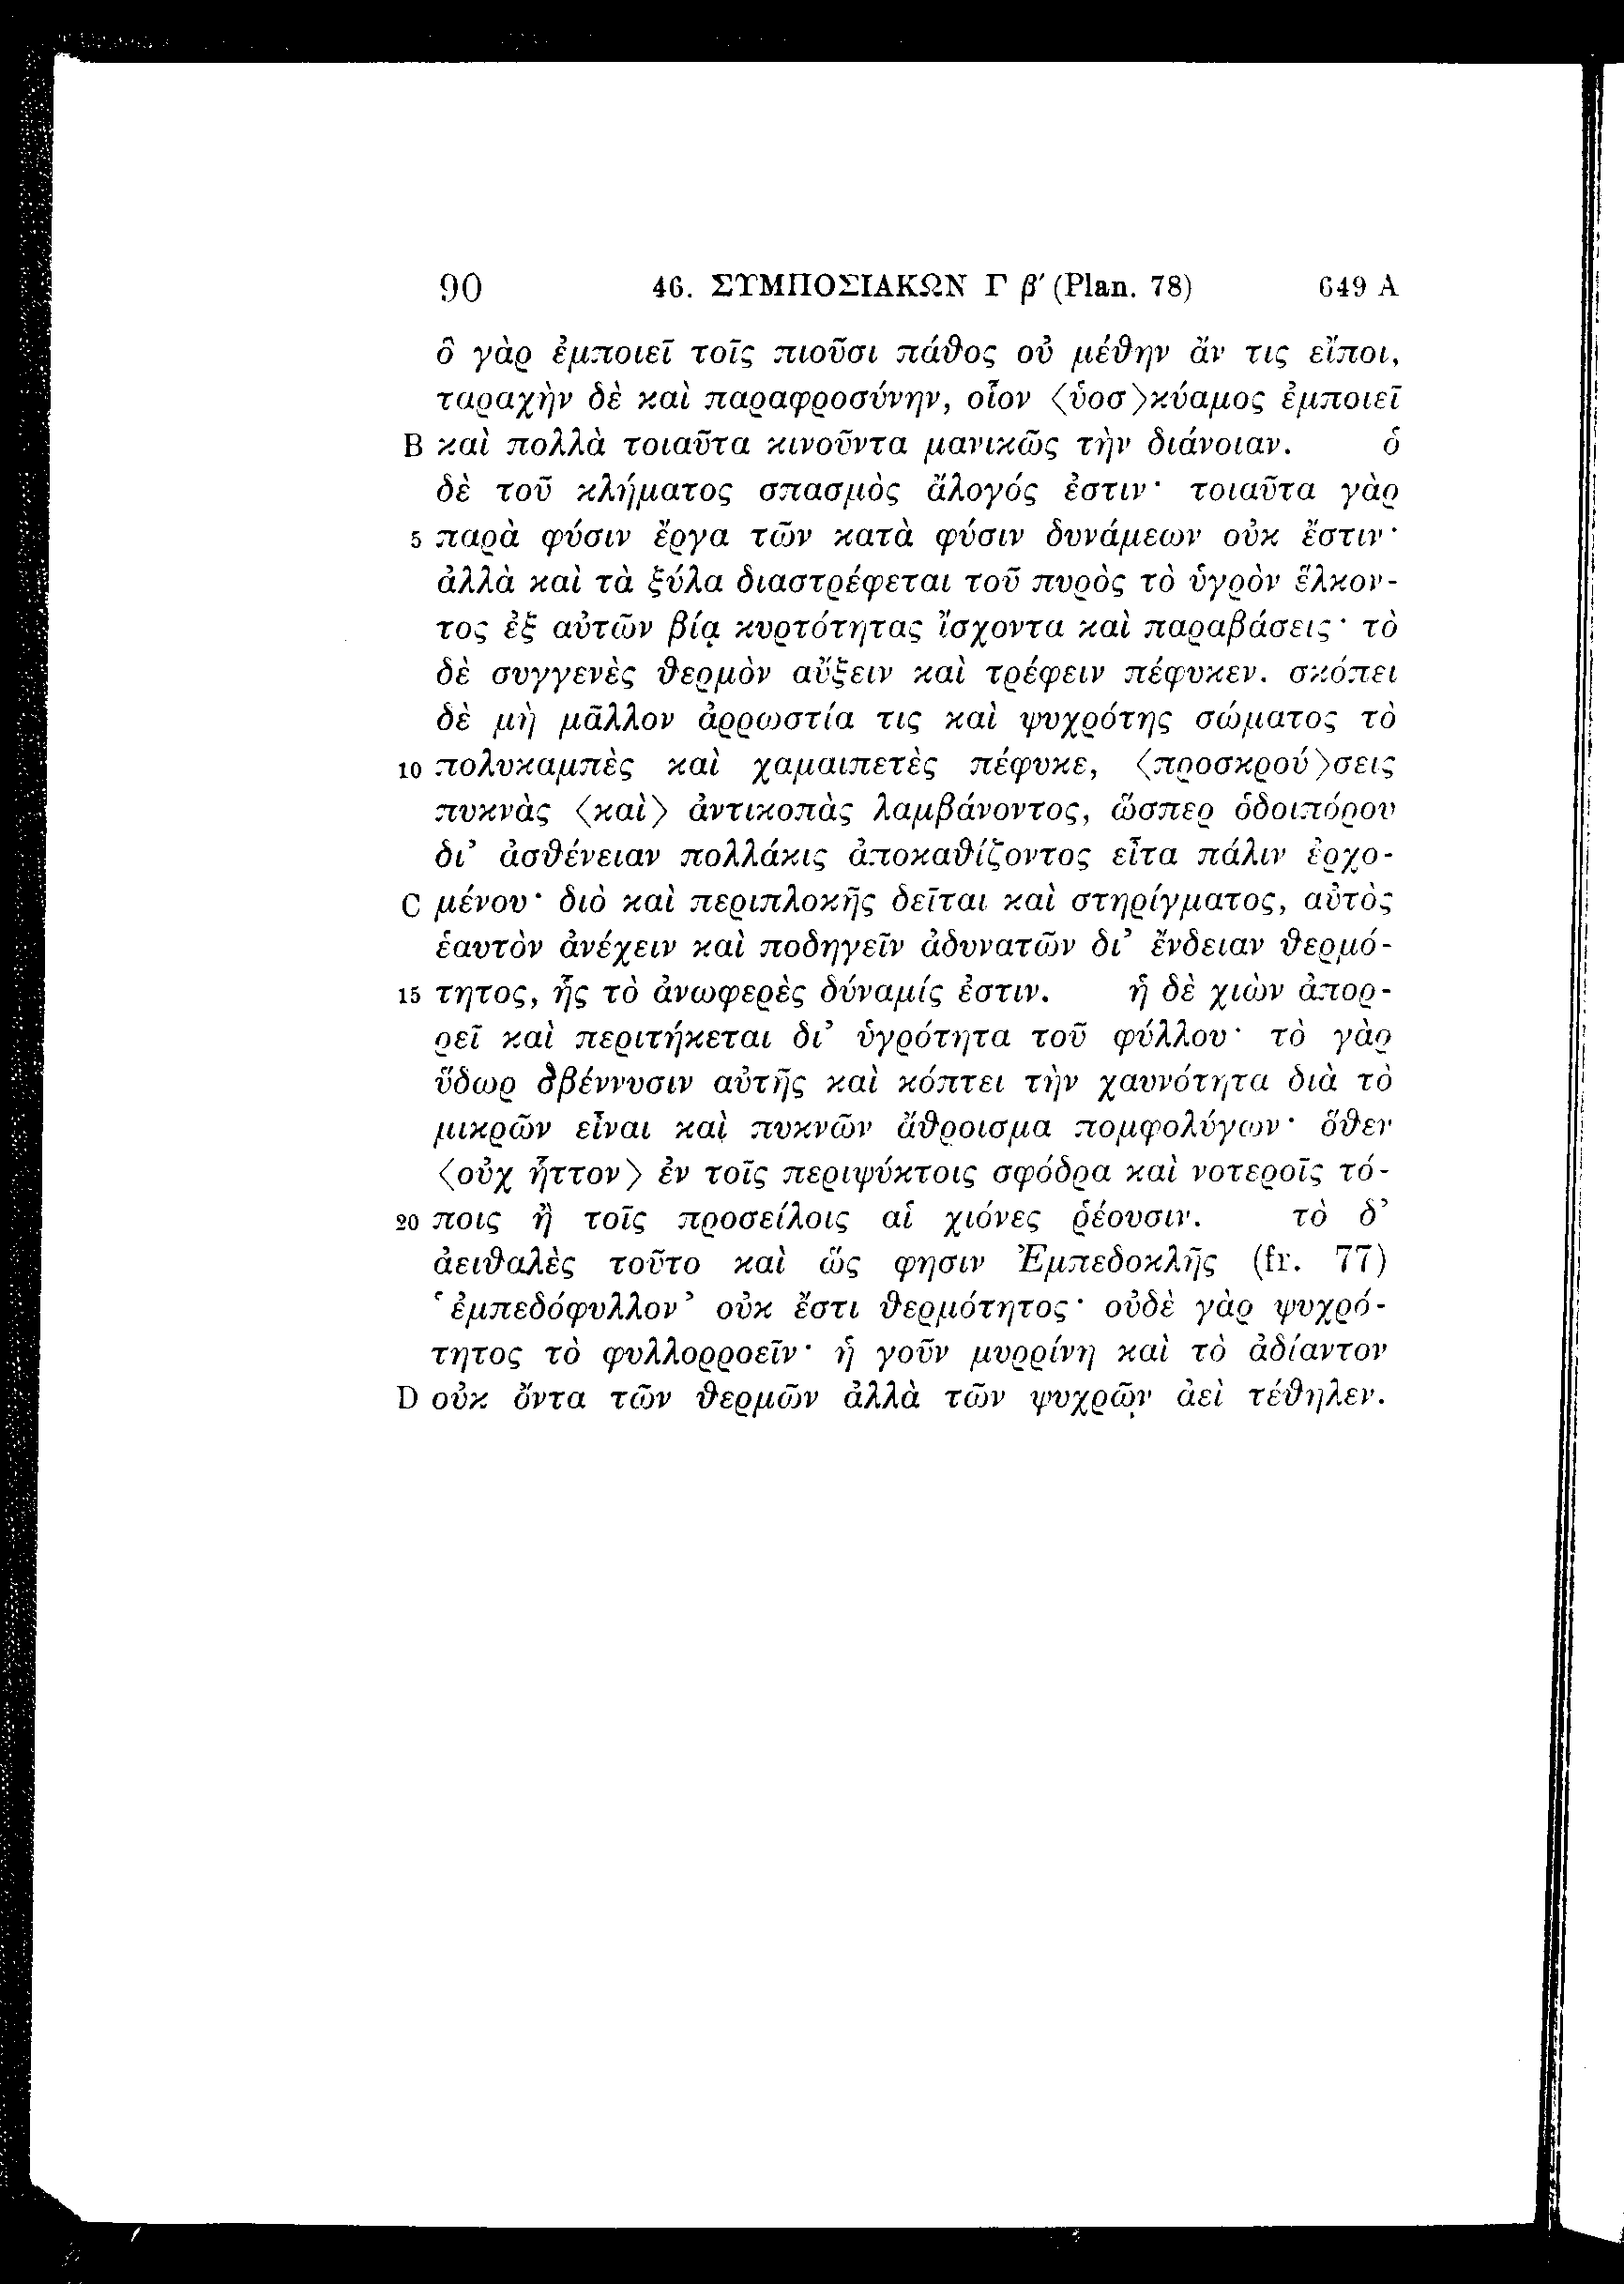 90 46. ΣΥΜΠΟΣΙΑΚΩΝ Γ β′ (Plan. 78) 649 A
ὃ γὰρ ἐμποιεῖ τοῖς πιοῦσι πάθος οὐ μέθην ἄν τις εἴποι,
ταραχὴν δὲ καὶ παραφροσύνην, οἷον ⟨ὑοσ⟩κύαμος ἐμποιεῖ
B καὶ πολλὰ τοιαῦτα κινοῦντα μανικῶς τὴν διάνοιαν. ὁ
δὲ τοῦ κλήματος σπασμὸς ἄλογός ἐστιν· τοιαῦτα γὰρ
5 παρὰ φύσιν ἔργα τῶν κατὰ φύσιν δυνάμεων οὐκ ἔστιν·
ἀλλὰ καὶ τὰ ξύλα διαστρέφεται τοῦ πυρὸς τὸ ὑγρὸν ἕλκον-
τος ἐξ αὐτῶν βίᾳ κυρτότητας ἴσχοντα καὶ παραβάσεις· τὸ
δὲ συγγενὲς θερμὸν αὔξειν καὶ τρέφειν πέφυκεν. σκόπει
δὲ μὴ μᾶλλον ἀρρωστία τις καὶ ψυχρότης σώματος τὸ
10 πολυκαμπὲς καὶ χαμαιπετὲς πέφυκε, ⟨προσκρού⟩σεις
πυκνὰς ⟨καὶ⟩ ἀντικοπὰς λαμβάνοντος, ὥσπερ ὁδοιπόρου
δι’ ἀσθένειαν πολλάκις ἀποκαθίζοντος εἶτα πάλιν ἐρχο-
C μένου· διὸ καὶ περιπλοκῆς δεῖται καὶ στηρίγματος, αὐτὸς
ἑαυτὸν ἀνέχειν καὶ ποδηγεῖν ἀδυνατῶν δι’ ἔνδειαν θερμό-
15 τητος, ἧς τὸ ἀνωφερὲς δύναμίς ἐστιν. ἡ δὲ χιὼν ἀπορ-
ρεῖ καὶ περιτήκεται δι’ ὑγρότητα τοῦ φύλλου· τὸ γὰρ
ὕδωρ σβέννυσιν αὐτῆς καὶ κόπτει τὴν χαυνότητα διὰ τὸ
μικρῶν εἶναι καὶ πυκνῶν ἄθροισμα πομφολύγων· ὅθεν
⟨οὐχ ἧττον⟩ ἐν τοῖς περιψύκτοις σφόδρα καὶ νοτεροῖς τό-
20 ποις ἢ τοῖς προσείλοις αἱ χιόνες ῥέουσιν. τὸ δ’
ἀειθαλὲς τοῦτο καὶ ὥς φησιν Ἐμπεδοκλῆς (fr. 77)
‘ἐμπεδόφυλλον’ οὐκ ἔστι θερμότητος· οὐδὲ γὰρ ψυχρό-
τητος τὸ φυλλορροεῖν· ἡ γοῦν μυρρίνη καὶ τὸ ἀδίαντον
D οὐκ ὄντα τῶν θερμῶν ἀλλὰ τῶν ψυχρῶν ἀεὶ τέθηλεν.